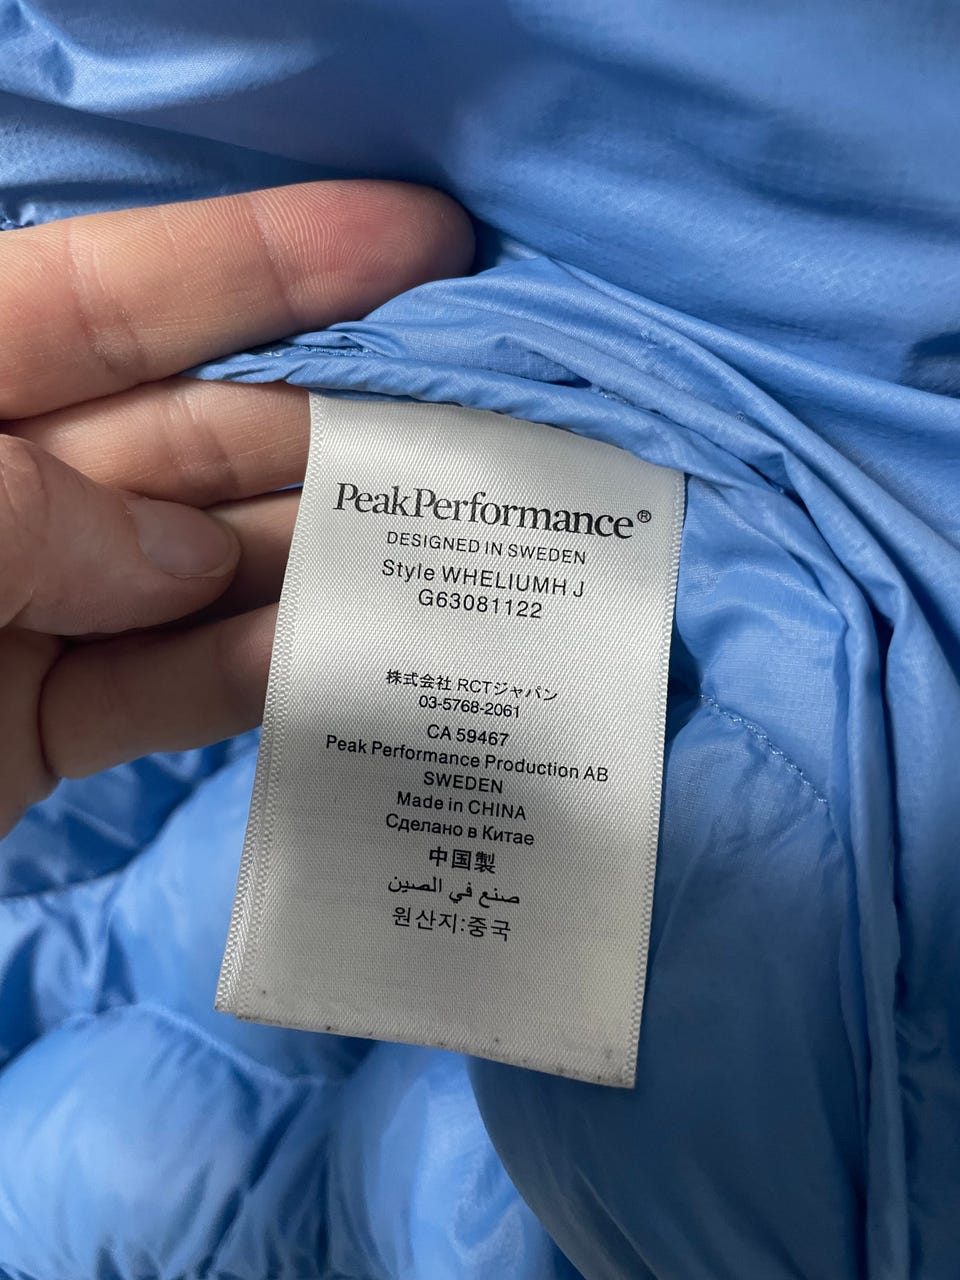 PeakPerformance®
DESIGNED IN SWEDEN
Style WHELIUMH J
G63081122
株式会社 RCTジャパン
03-5768-2061
CA 59467
Peak Performance Production AB
SWEDEN
Made in CHINA
Сделано в Китае
中国製
صنع في الصين
원산지:중국